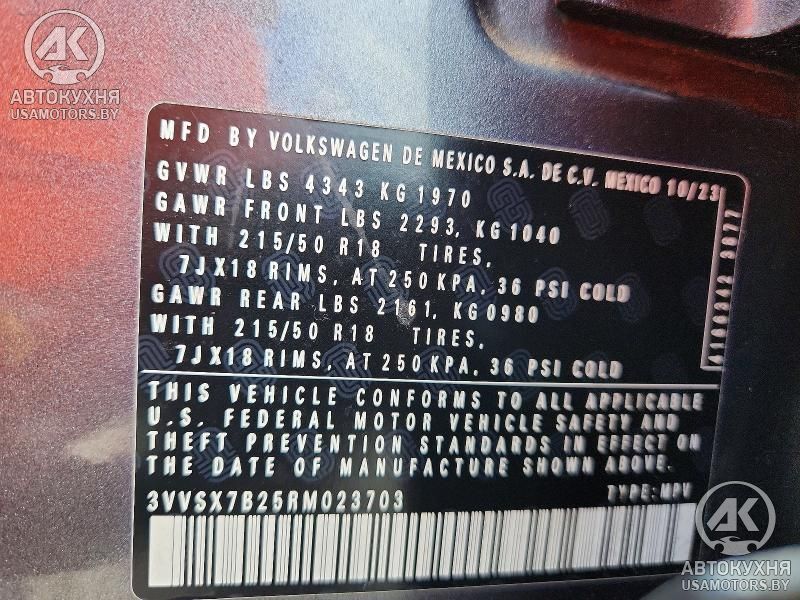 АК
АВТОКУХНЯ
USAMOTORS.BY
MFD BY VOLKSWAGEN DE MEXICO S.A. DE C.V. MEXICO 10/23
GVWR LBS 4343 KG 1970
GAWR FRONT LBS 2293, KG 1040
WITH 215/50 R18 TIRES,
7JX18 RIMS, AT 250 KPA, 36 PSI COLD
GAWR REAR LBS 2161, KG 0980
WITH 215/50 R18 TIRES,
7JX18 RIMS, AT 250 KPA, 36 PSI COLD
THIS VEHICLE CONFORMS TO ALL APPLICABLE
U.S. FEDERAL MOTOR VEHICLE SAFETY AND
THEFT PREVENTION STANDARDS IN EFFECT ON
THE DATE OF MANUFACTURE SHOWN ABOVE.
3VVSX7B25RM023703 TYPE: MPV
АК
АВТОКУХНЯ
USAMOTORS.BY